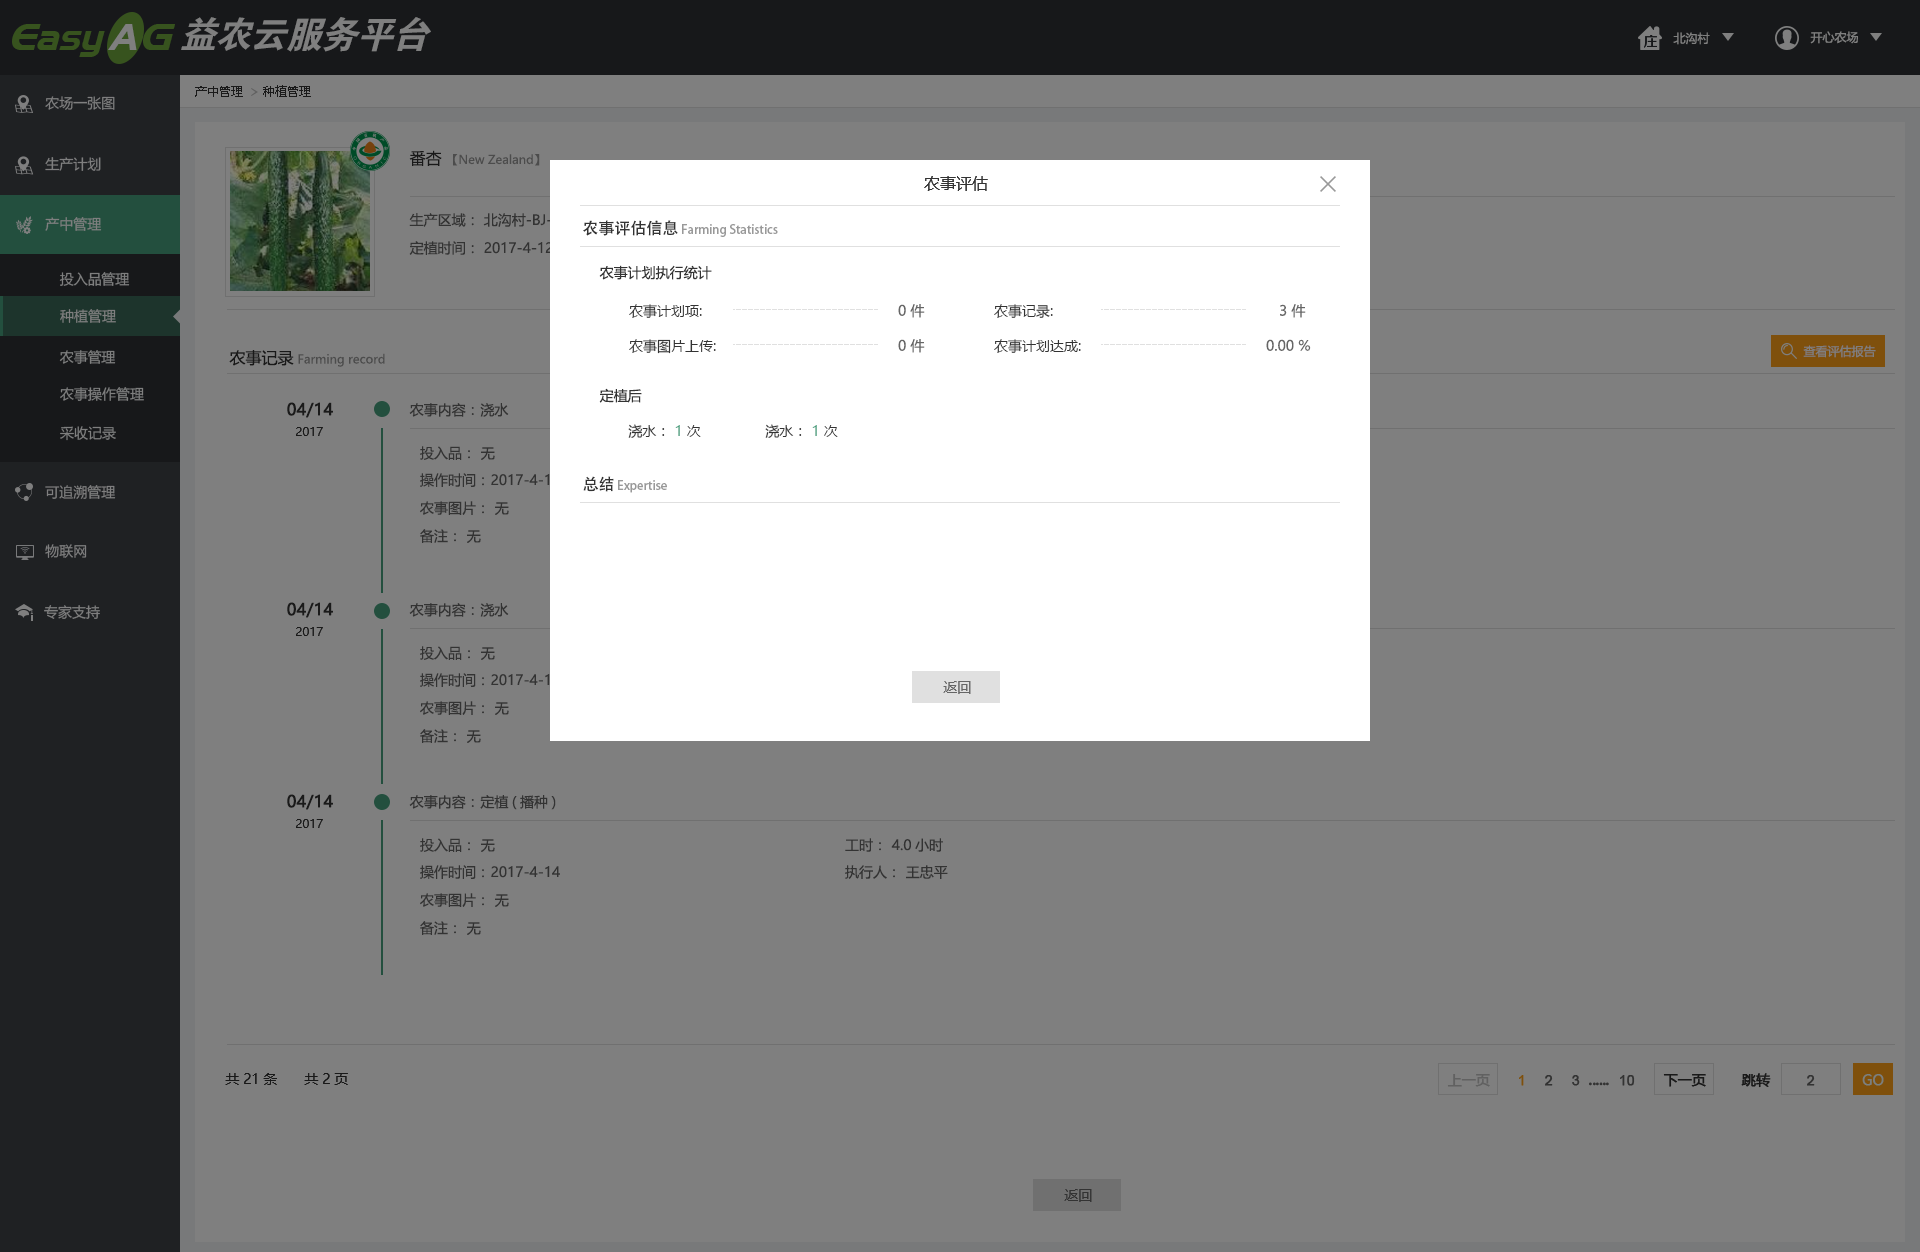 EasyAG 益农云服务平台
北沟村
开心农场
农场一张图
生产计划
产中管理
投入品管理
种植管理
农事管理
农事操作管理
采收记录
可追溯管理
物联网
专家支持
产中管理 > 种植管理
番杏 【New Zealand】
生产区域： 北沟村-BJ-
定植时间： 2017-4-12
农事记录 Farming record
查看评估报告
04/14
2017
农事内容：浇水
投入品： 无
操作时间：2017-4-1
农事图片： 无
备注： 无
04/14
2017
农事内容：浇水
投入品： 无
操作时间：2017-4-1
农事图片： 无
备注： 无
04/14
2017
农事内容：定植 ( 播种 )
投入品： 无
工时： 4.0 小时
操作时间：2017-4-14
执行人： 王忠平
农事图片： 无
备注： 无
农事评估
农事评估信息 Farming Statistics
农事计划执行统计
农事计划项: 0 件
农事记录: 3 件
农事图片上传: 0 件
农事计划达成: 0.00 %
定植后
浇水： 1 次
浇水： 1 次
总结 Expertise
返回
共 21 条 共 2 页
上一页 1 2 3 ...... 10 下一页 跳转 2 GO
返回